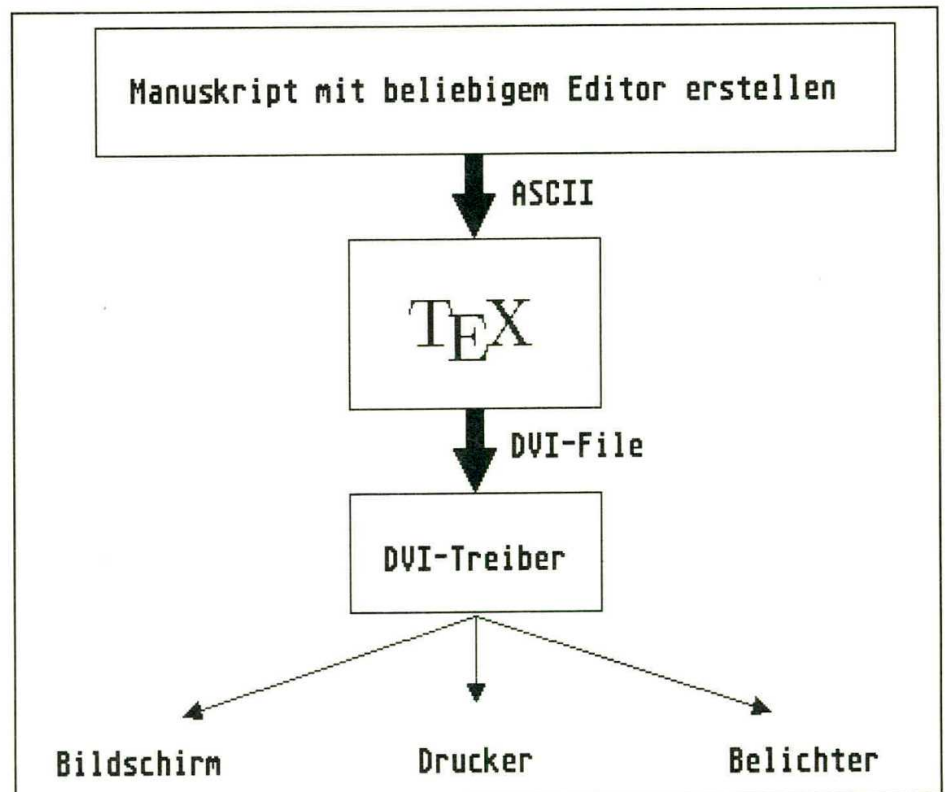 Manuskript mit beliebigem Editor erstellen
ASCII
TEX
DVI-File
DVI-Treiber
Bildschirm Drucker Belichter